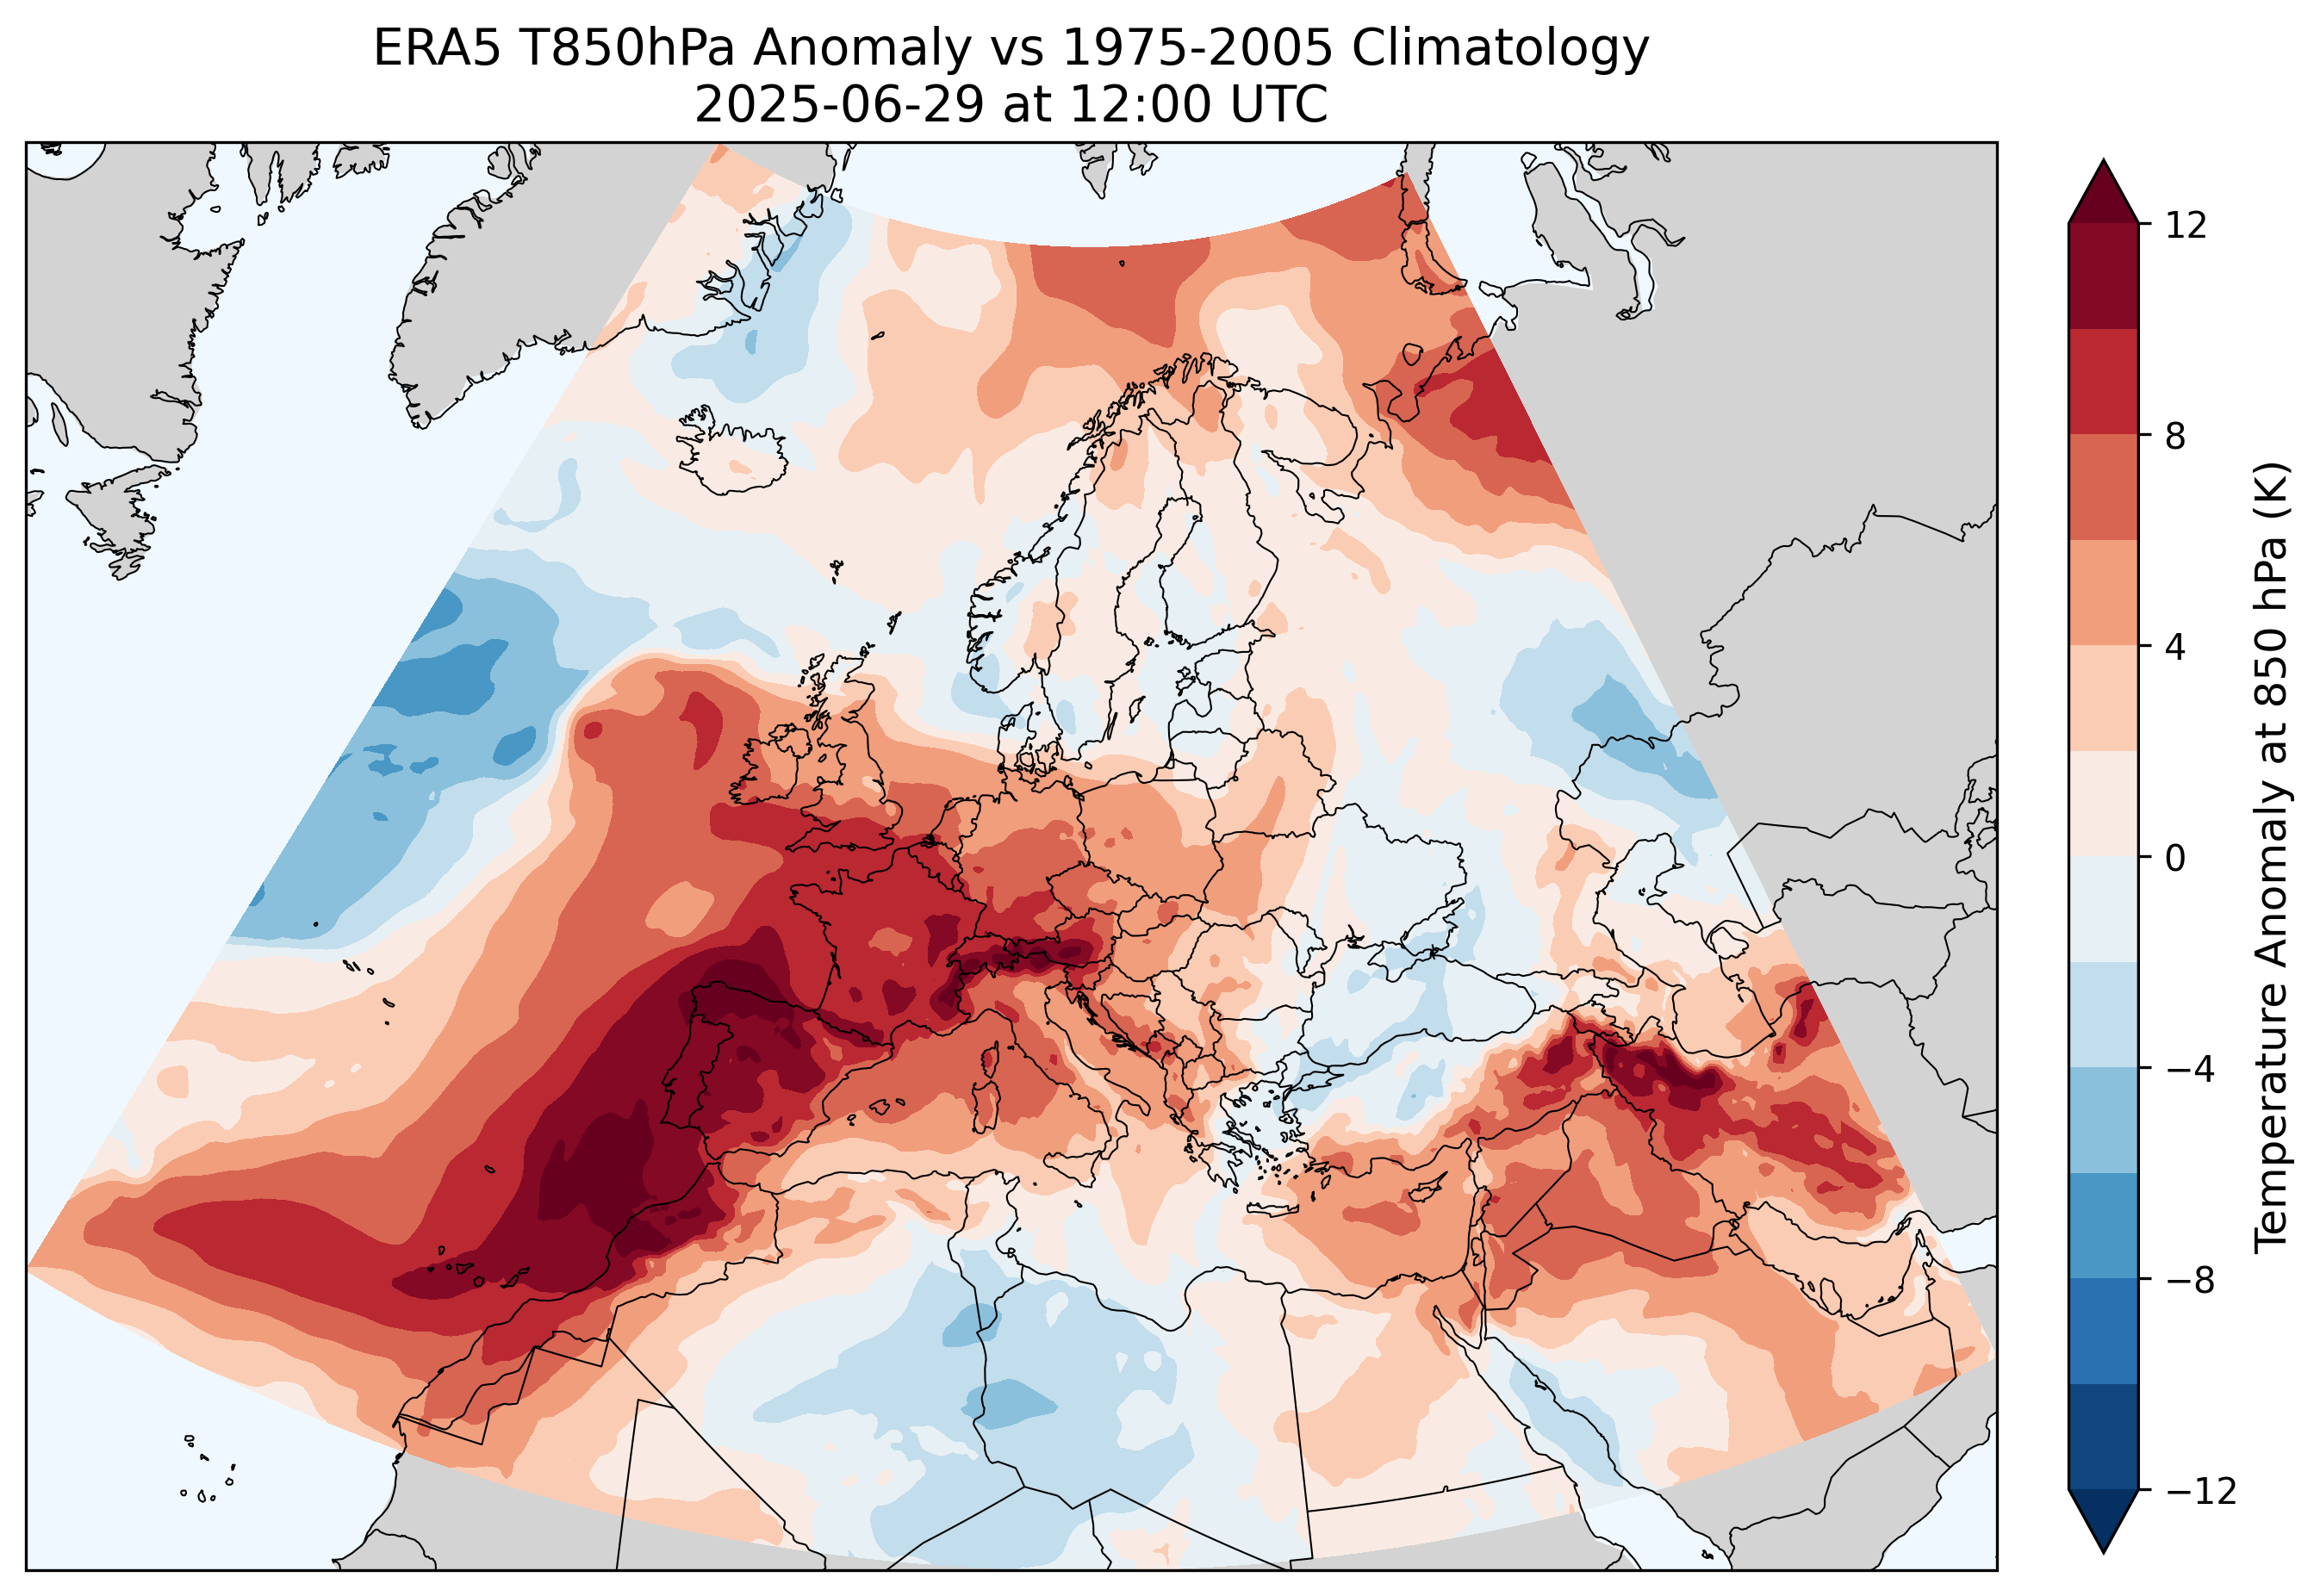 ERA5 T850hPa Anomaly vs 1975-2005 Climatology
2025-06-29 at 12:00 UTC
12
8
4
0
−4
−8
−12
Temperature Anomaly at 850 hPa (K)